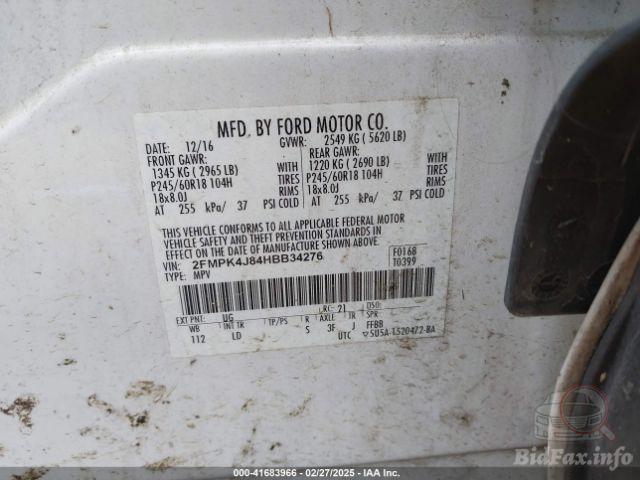 MFD. BY FORD MOTOR CO.
DATE: 12/16 GVWR: 2549 KG ( 5620 LB)
FRONT GAWR: REAR GAWR:
1345 KG ( 2965 LB) WITH 1220 KG ( 2690 LB) WITH
P245/60R18 104H TIRES P245/60R18 104H TIRES
18x8.0J RIMS 18x8.0J RIMS
AT 255 kPa/ 37 PSI COLD AT 255 kPa/ 37 PSI COLD
THIS VEHICLE CONFORMS TO ALL APPLICABLE FEDERAL MOTOR
VEHICLE SAFETY AND THEFT PREVENTION STANDARDS IN
EFFECT ON THE DATE OF MANUFACTURE SHOWN ABOVE.
VIN: 2FMPK4J84HBB34276 F0168
TYPE: MPV T0399
EXT PNT: UG RC: 21 DSO:
WB INT TR TP/PS R AXLE TR SPR
112 LD S 3F J FFBB
UTC
000-41683966 - 02/27/2025 - IAA Inc.
BidFax.info